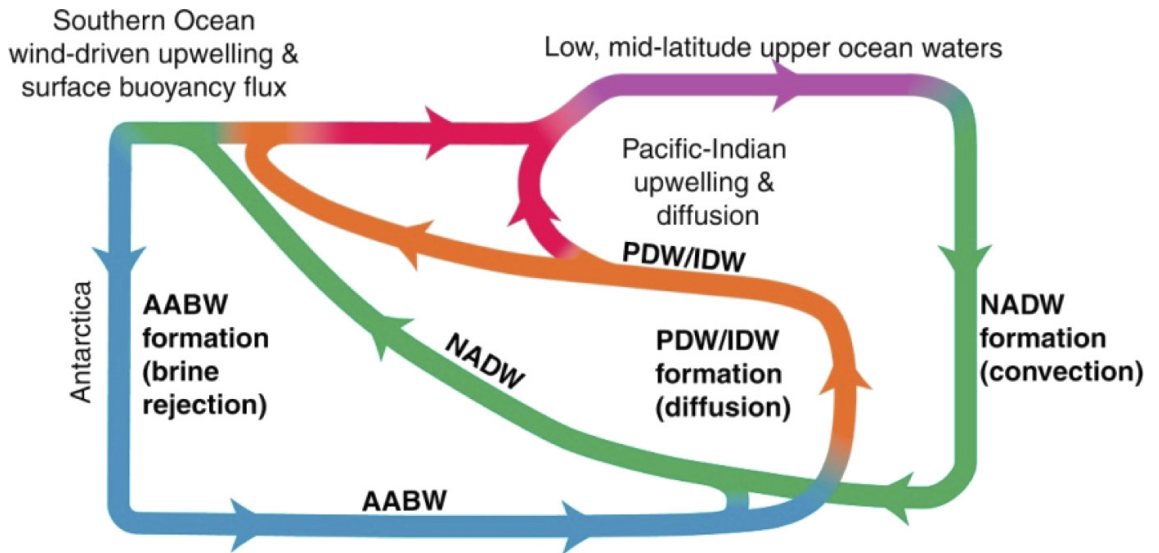 Southern Ocean
wind-driven upwelling &
surface buoyancy flux
Low, mid-latitude upper ocean waters
Pacific-Indian
upwelling &
diffusion
PDW/IDW
Antarctica
AABW
formation
(brine
rejection)
NADW
PDW/IDW
formation
(diffusion)
NADW
formation
(convection)
AABW